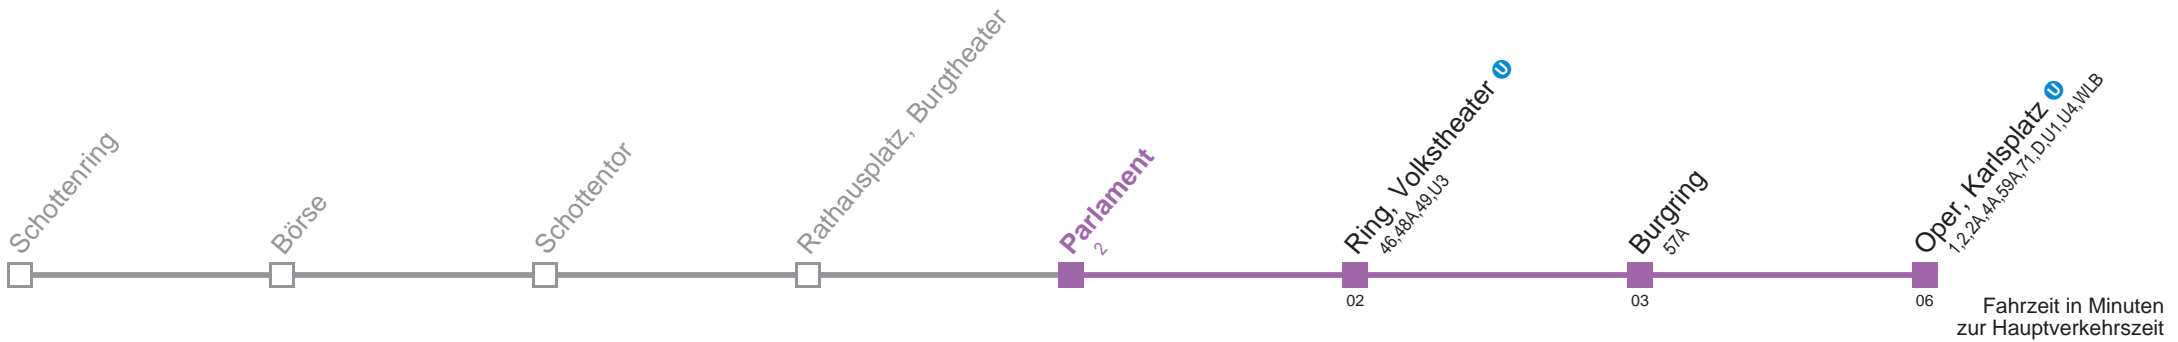 Schottenring
Börse
Schottentor
Rathausplatz, Burgtheater
Parlament
2
Ring, Volkstheater U
46,48A,49,U3
02
Burgring
57A
03
Oper, Karlsplatz U
1,2,2A,4A,59A,71,D,U1,U4,WLB
06
Fahrzeit in Minuten
zur Hauptverkehrszeit